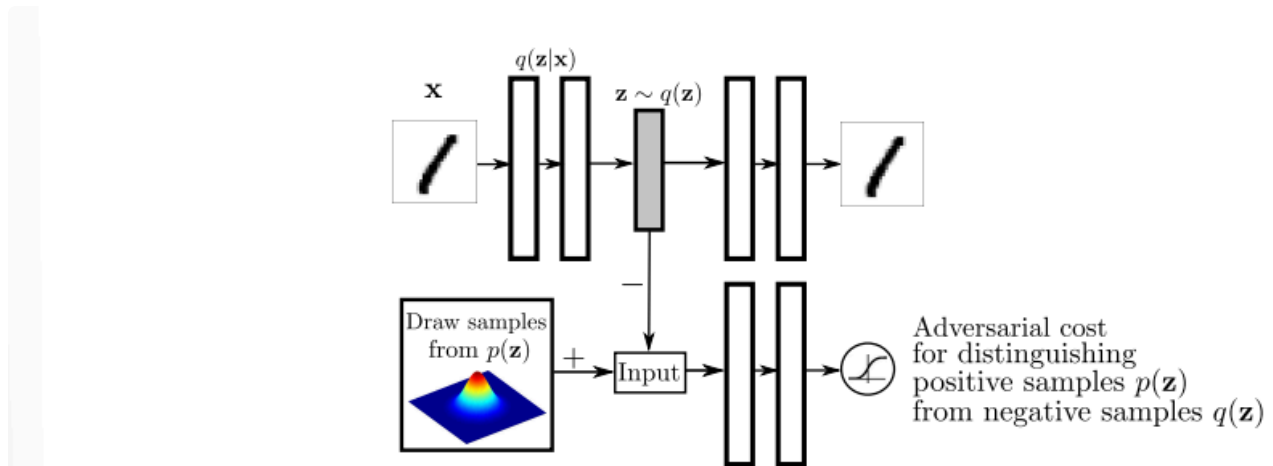 q(z|x)
x
z ∼ q(z)
−
Draw samples
from p(z)
+
Input
Adversarial cost
for distinguishing
positive samples p(z)
from negative samples q(z)